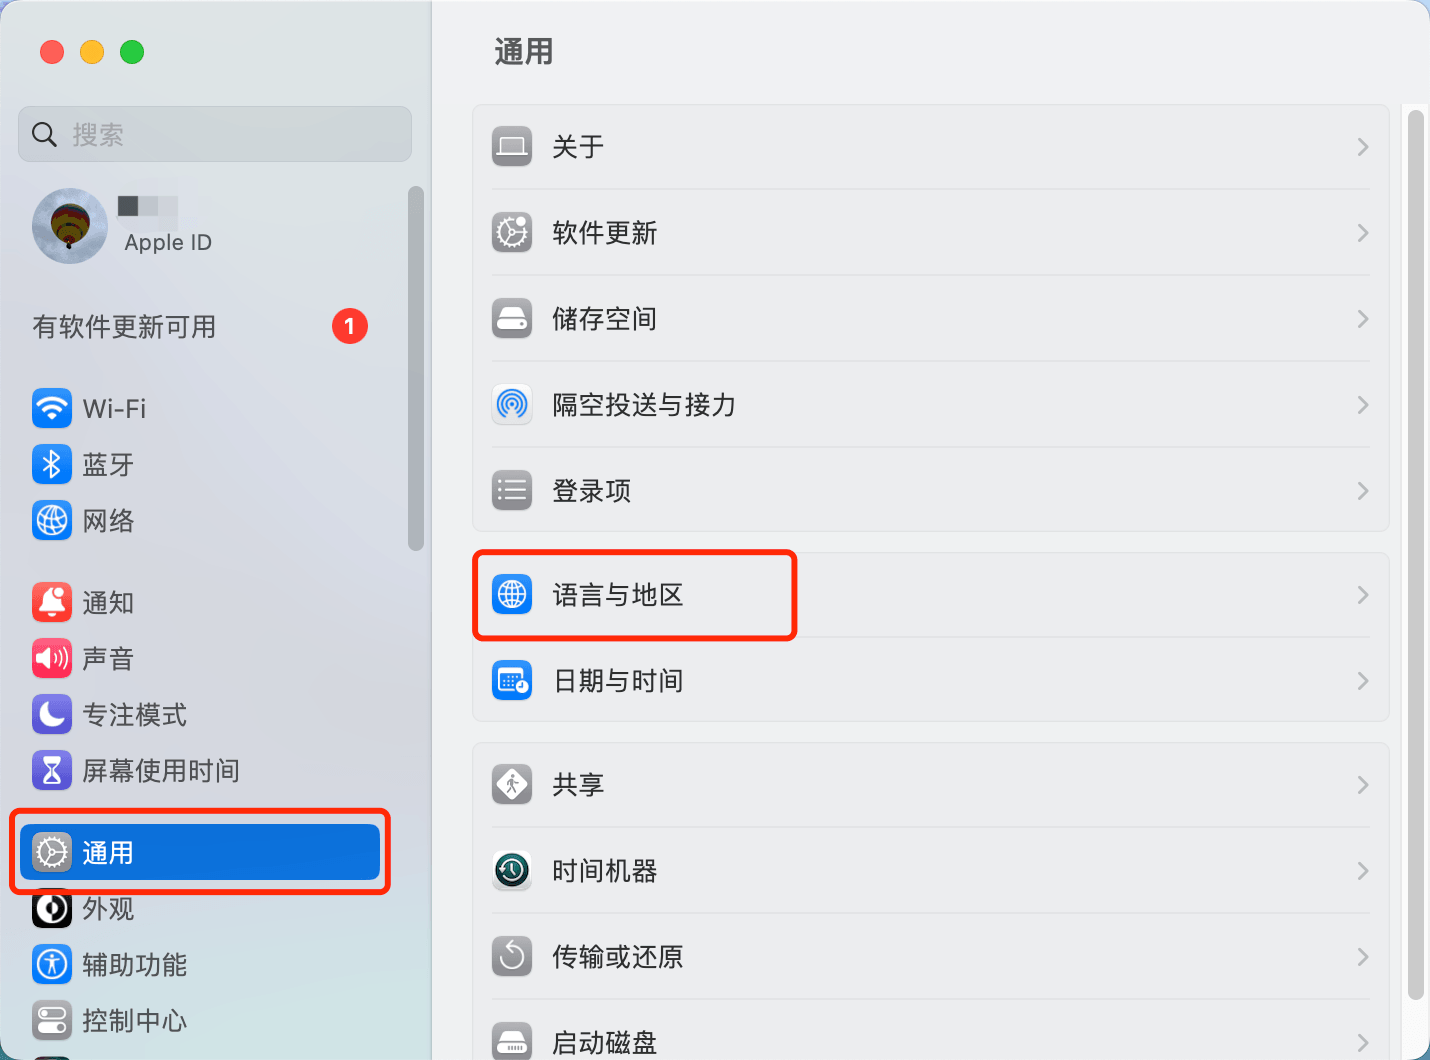 搜索
Apple ID
有软件更新可用
1
Wi-Fi
蓝牙
网络
通知
声音
专注模式
屏幕使用时间
通用
外观
辅助功能
控制中心
通用
关于
软件更新
储存空间
隔空投送与接力
登录项
语言与地区
日期与时间
共享
时间机器
传输或还原
启动磁盘